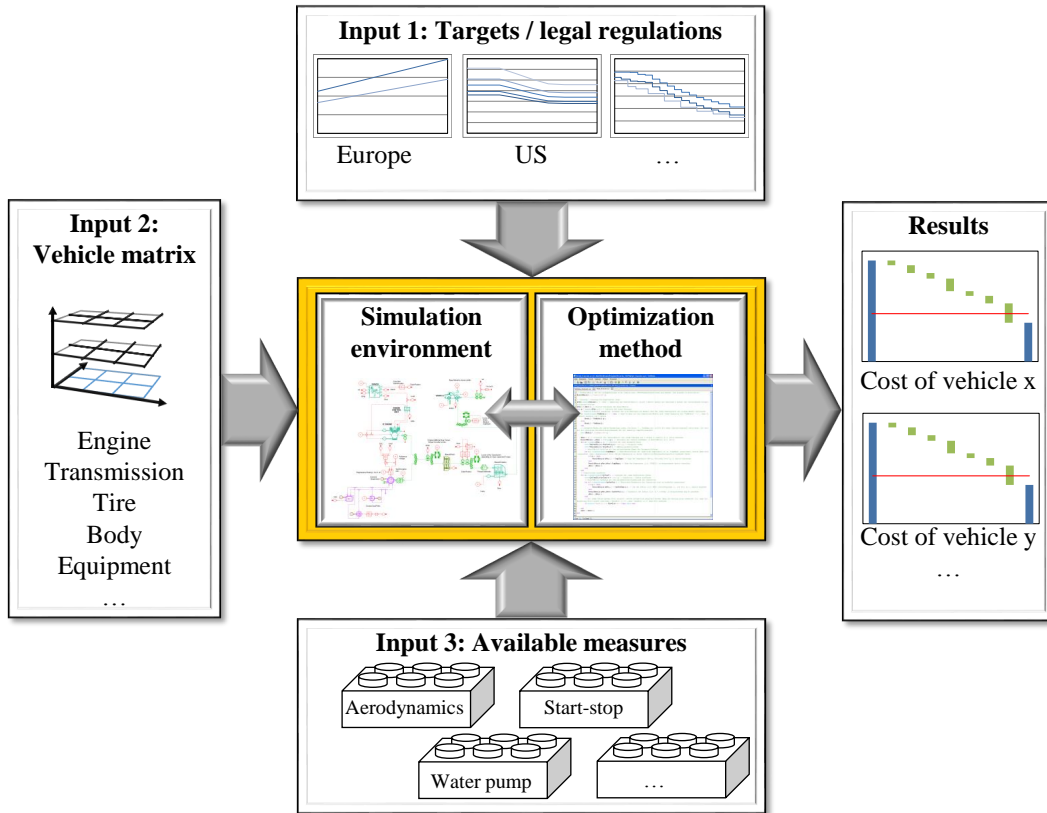 Input 1: Targets / legal regulations
Europe
US
…
Input 2:
Vehicle matrix
Engine
Transmission
Tire
Body
Equipment
…
Simulation
environment
Optimization
method
Results
Cost of vehicle x
Cost of vehicle y
…
Input 3: Available measures
Aerodynamics
Start-stop
Water pump
…